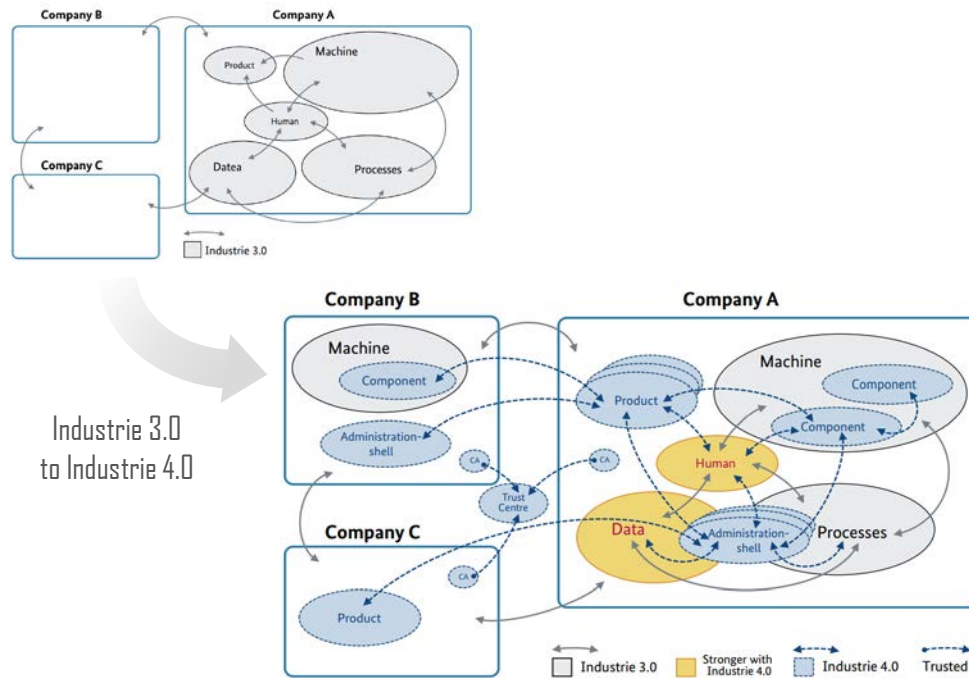 Company B
Company A
Machine
Product
Human
Datea
Processes
Company C
Industrie 3.0
Industrie 3.0
to Industrie 4.0
Company B
Company A
Machine
Component
Administration-
shell
CA
Trust
Centre
CA
Company C
CA
Product
Product
Machine
Component
Component
Human
Data
Administration-
shell
Processes
Industrie 3.0
Stronger with
Industrie 4.0
Industrie 4.0
Trusted